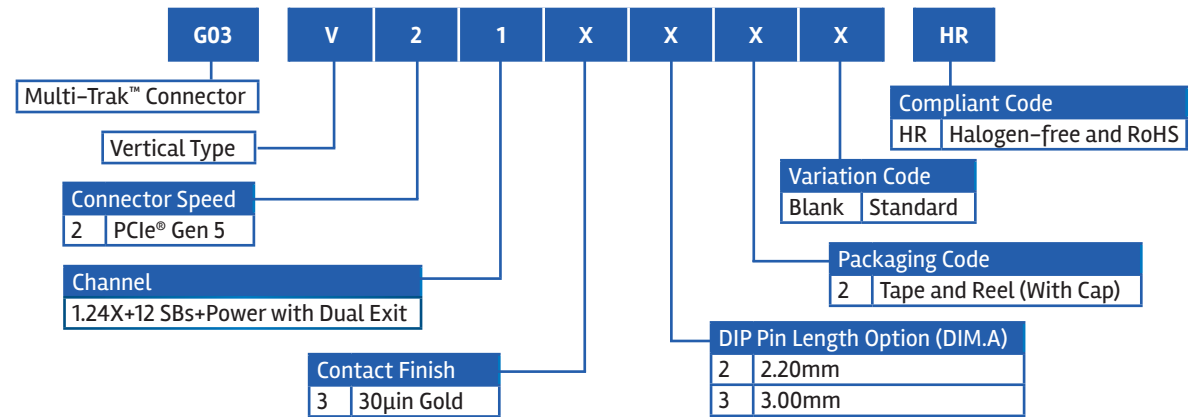 G03 V 2 1 X X X X HR
Multi-Trak™ Connector
Vertical Type
Connector Speed
2 PCIe® Gen 5
Channel
1.24X+12 SBs+Power with Dual Exit
Contact Finish
3 30µin Gold
DIP Pin Length Option (DIM.A)
2 2.20mm
3 3.00mm
Packaging Code
2 Tape and Reel (With Cap)
Variation Code
Blank Standard
Compliant Code
HR Halogen-free and RoHS